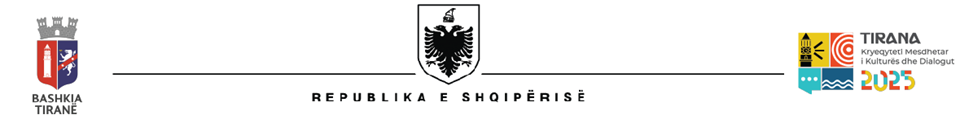 BASHKIA
TIRANË
REPUBLIKA E SHQIPËRISË
TIRANA
Kryeqyteti Mesdhetar
i Kulturës dhe Dialogut
2025